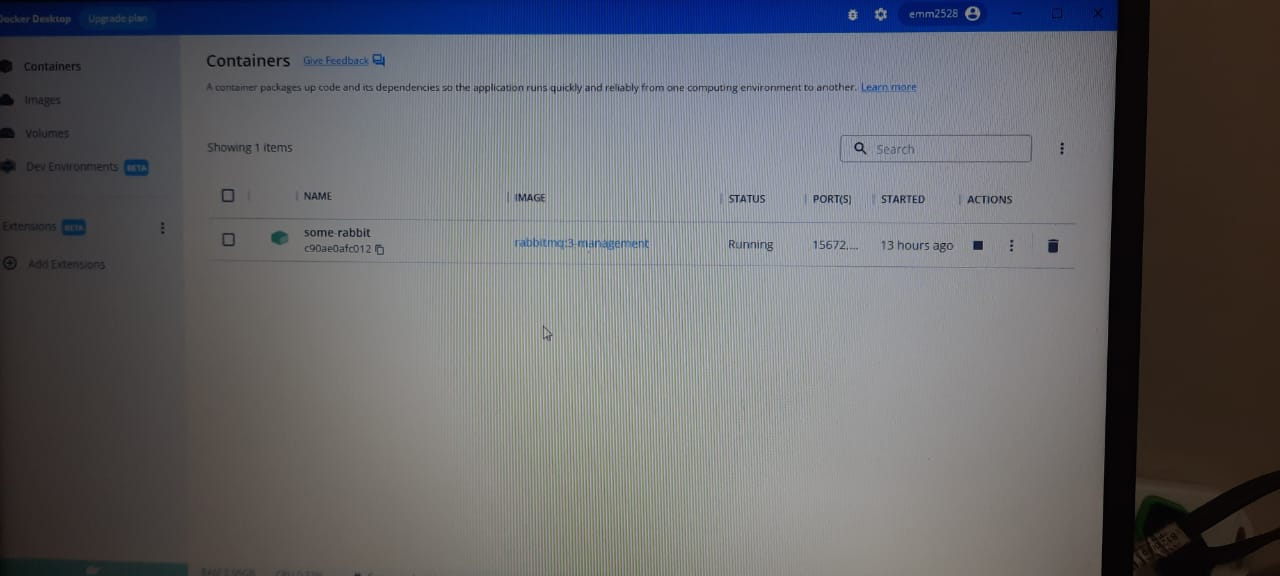 Docker Desktop Upgrade plan emm2528
Containers
Images
Volumes
Dev Environments BETA
Extensions BETA
Add Extensions
Containers Give Feedback
A container packages up code and its dependencies so the application runs quickly and reliably from one computing environment to another. Learn more
Showing 1 items
Search
NAME IMAGE STATUS PORT(S) STARTED ACTIONS
some-rabbit
c90ae0afc012
rabbitmq:3-management Running 15672.... 13 hours ago